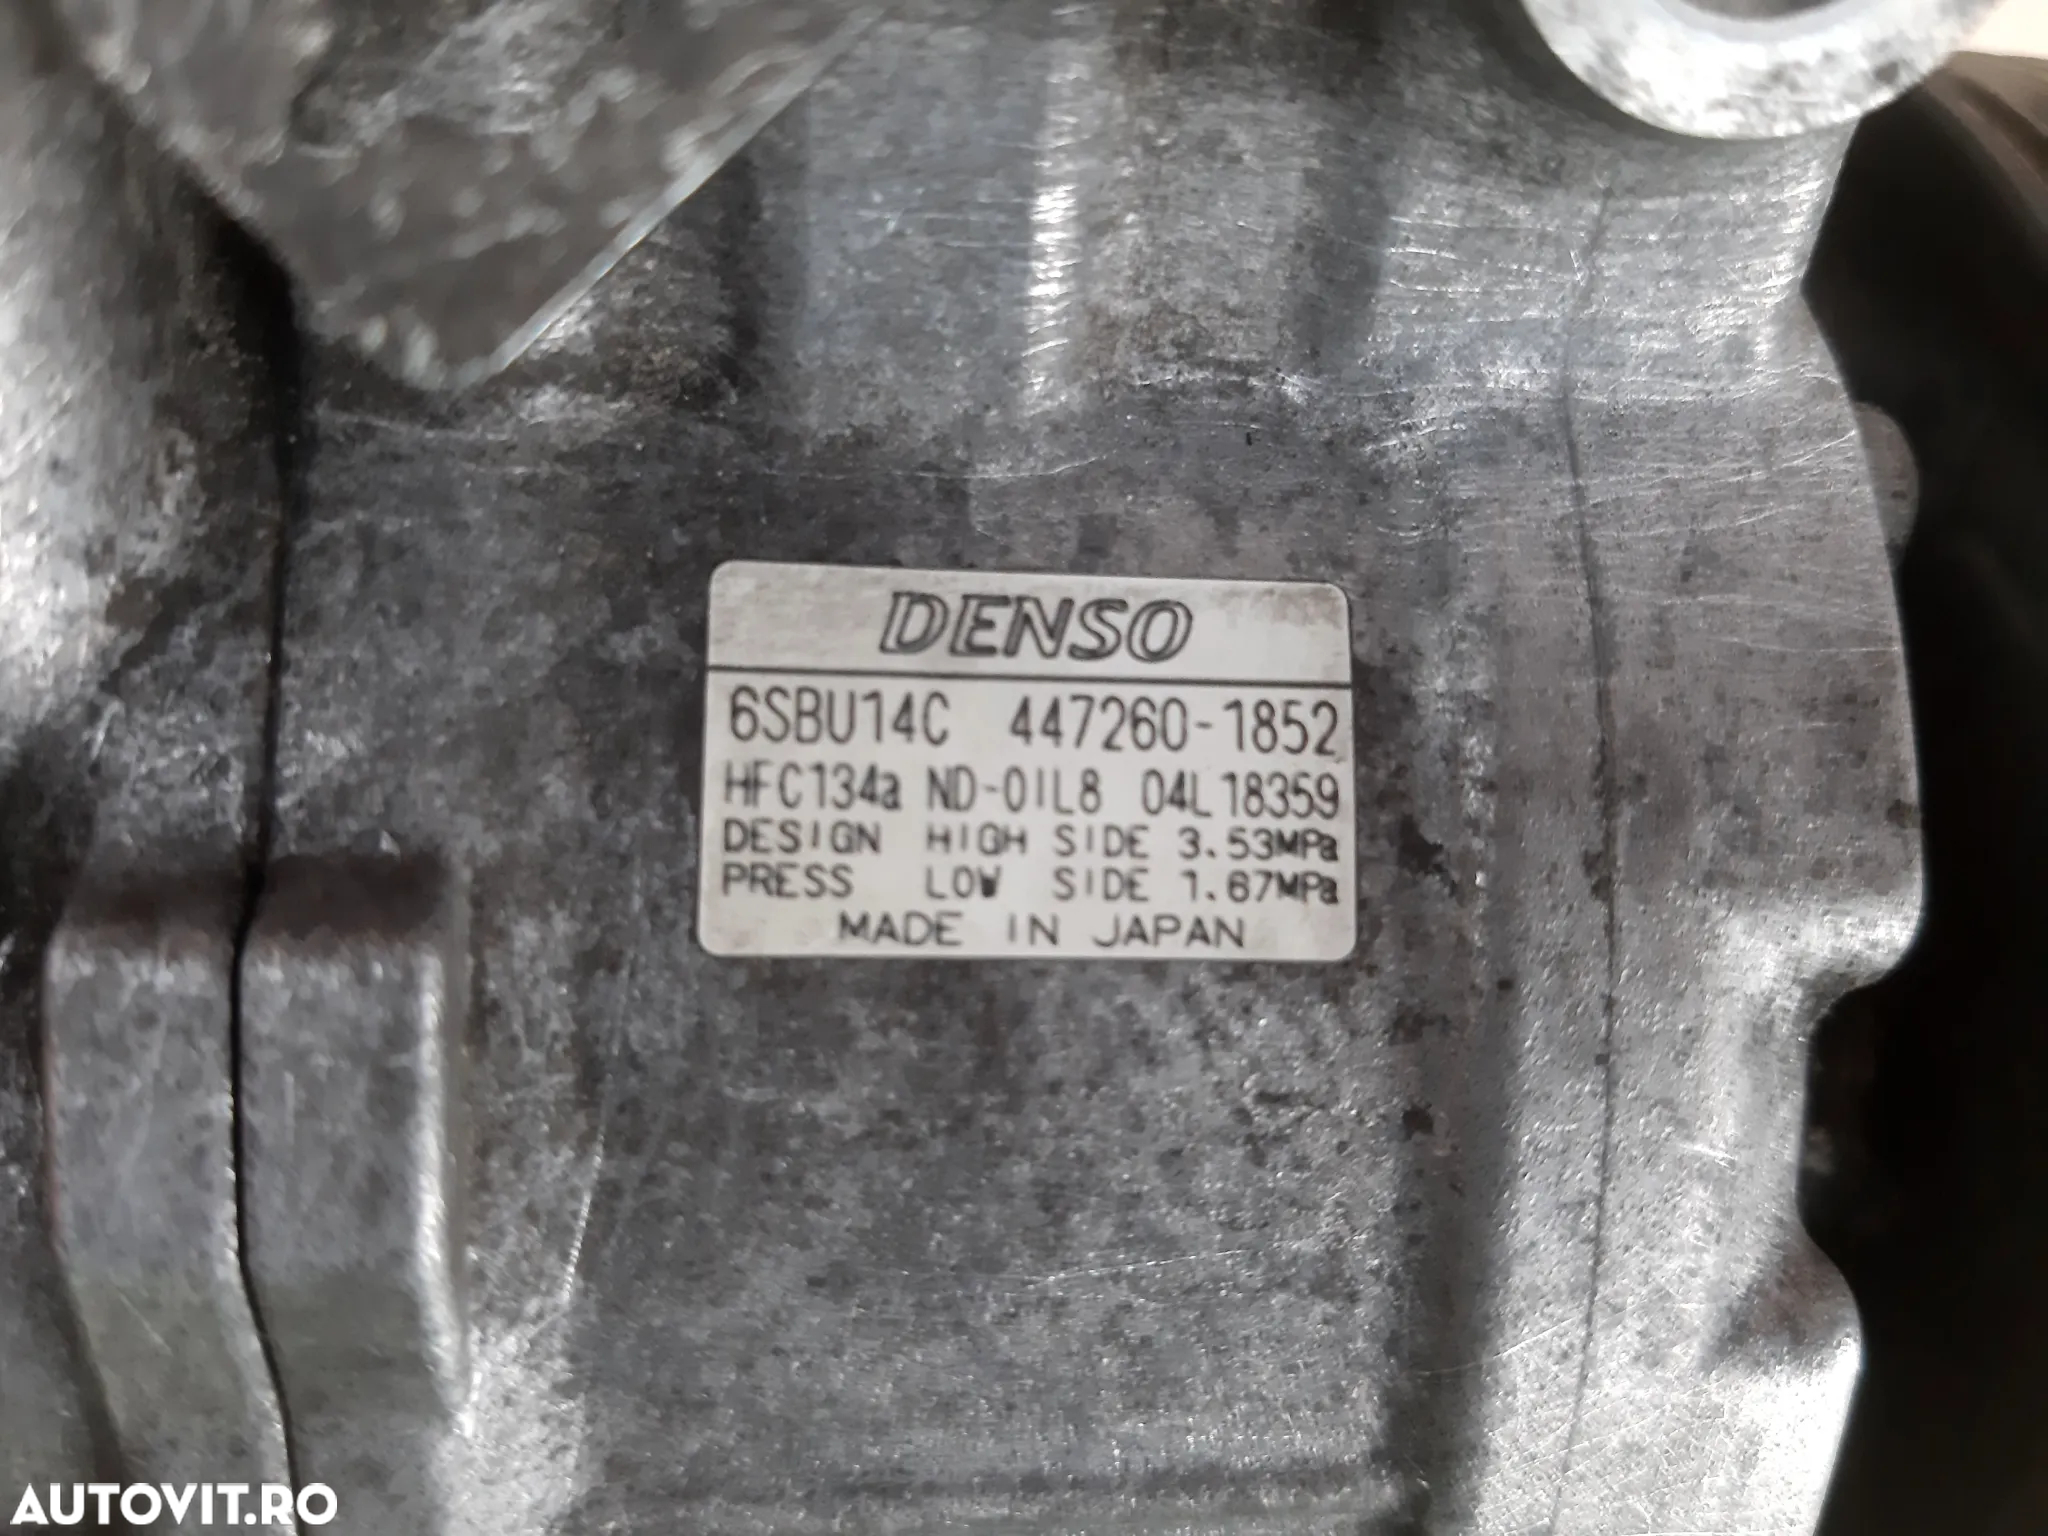 DENSO
6SBU14C 447260-1852
HFC134a ND-OIL8 04L18359
DESIGN HIGH SIDE 3.53MPa
PRESS LOW SIDE 1.67MPa
MADE IN JAPAN
AUTOVIT.RO